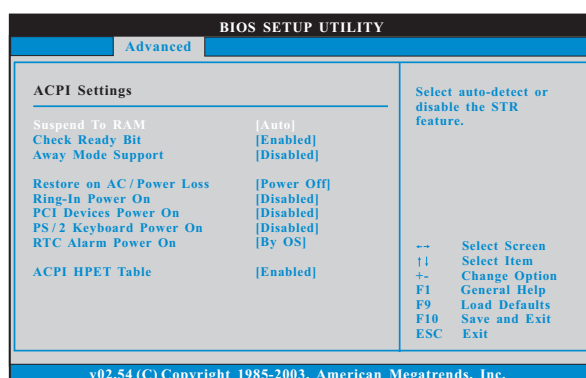 BIOS SETUP UTILITY
Advanced
ACPI Settings
Suspend To RAM [Auto]
Check Ready Bit [Enabled]
Away Mode Support [Disabled]
Restore on AC / Power Loss [Power Off]
Ring-In Power On [Disabled]
PCI Devices Power On [Disabled]
PS / 2 Keyboard Power On [Disabled]
RTC Alarm Power On [By OS]
ACPI HPET Table [Enabled]
Select auto-detect or
disable the STR
feature.
←→ Select Screen
↑↓ Select Item
+- Change Option
F1 General Help
F9 Load Defaults
F10 Save and Exit
ESC Exit
v02.54 (C) Copyright 1985-2003, American Megatrends, Inc.